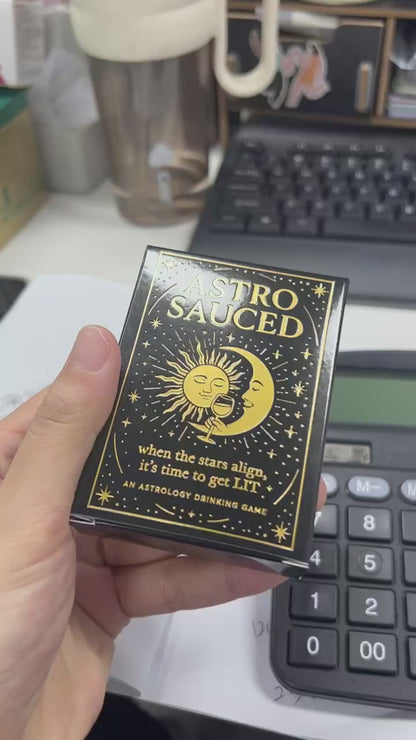 ASTRO
SAUCED
when the stars align,
it's time to get LIT
AN ASTROLOGY DRINKING GAME
M−
8
4
5
1
2
0
00